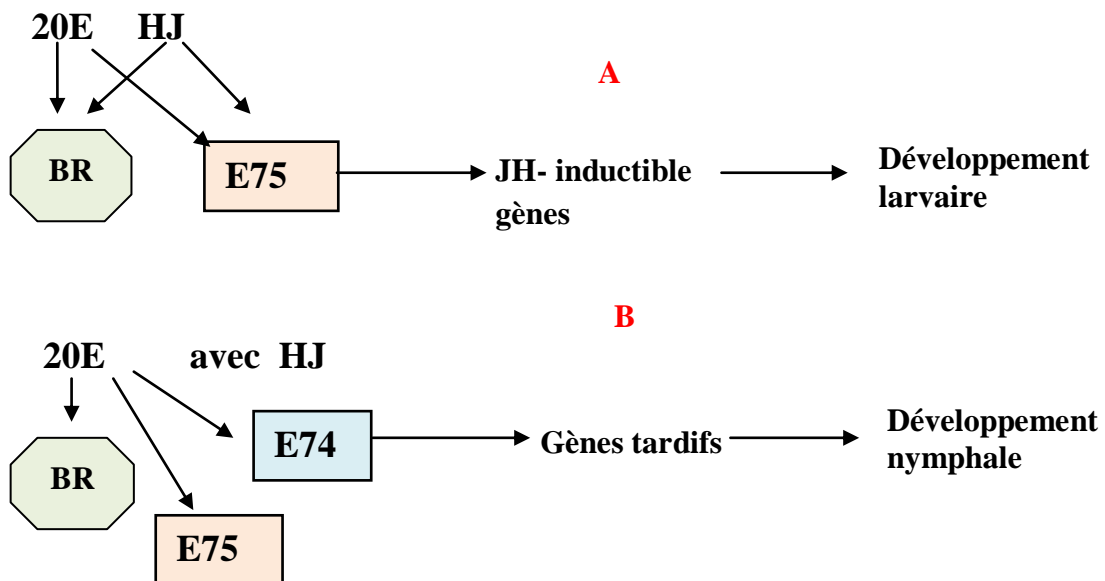 20E HJ
A
BR
E75
JH- inductible
gènes
Développement
larvaire
B
20E avec HJ
E74
Gènes tardifs
Développement
nymphale
BR
E75